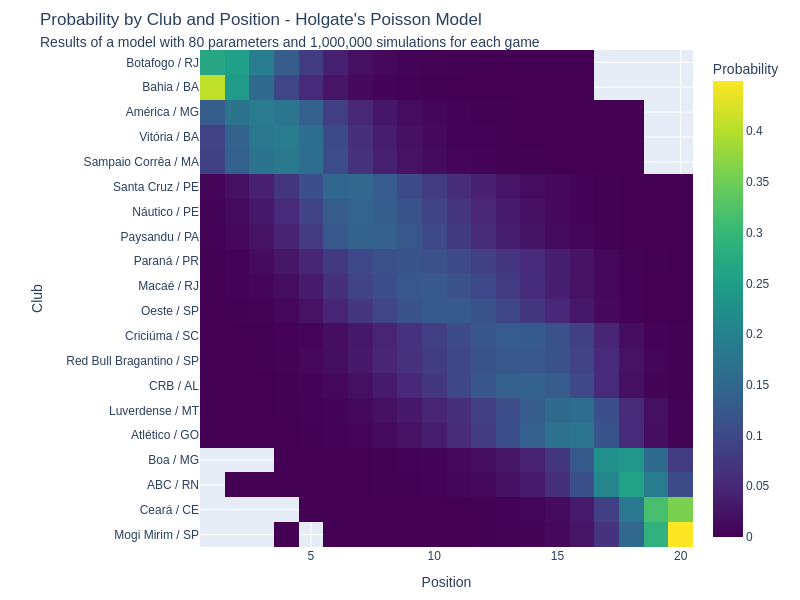 Probability by Club and Position - Holgate's Poisson Model
Results of a model with 80 parameters and 1,000,000 simulations for each game
Probability
Botafogo / RJ
Bahia / BA
América / MG
Vitória / BA
Sampaio Corrêa / MA
Santa Cruz / PE
Náutico / PE
Paysandu / PA
Paraná / PR
Macaé / RJ
Oeste / SP
Criciúma / SC
Red Bull Bragantino / SP
CRB / AL
Luverdense / MT
Atlético / GO
Boa / MG
ABC / RN
Ceará / CE
Mogi Mirim / SP
Club
0.4
0.35
0.3
0.25
0.2
0.15
0.1
0.05
0
5
10
15
20
Position